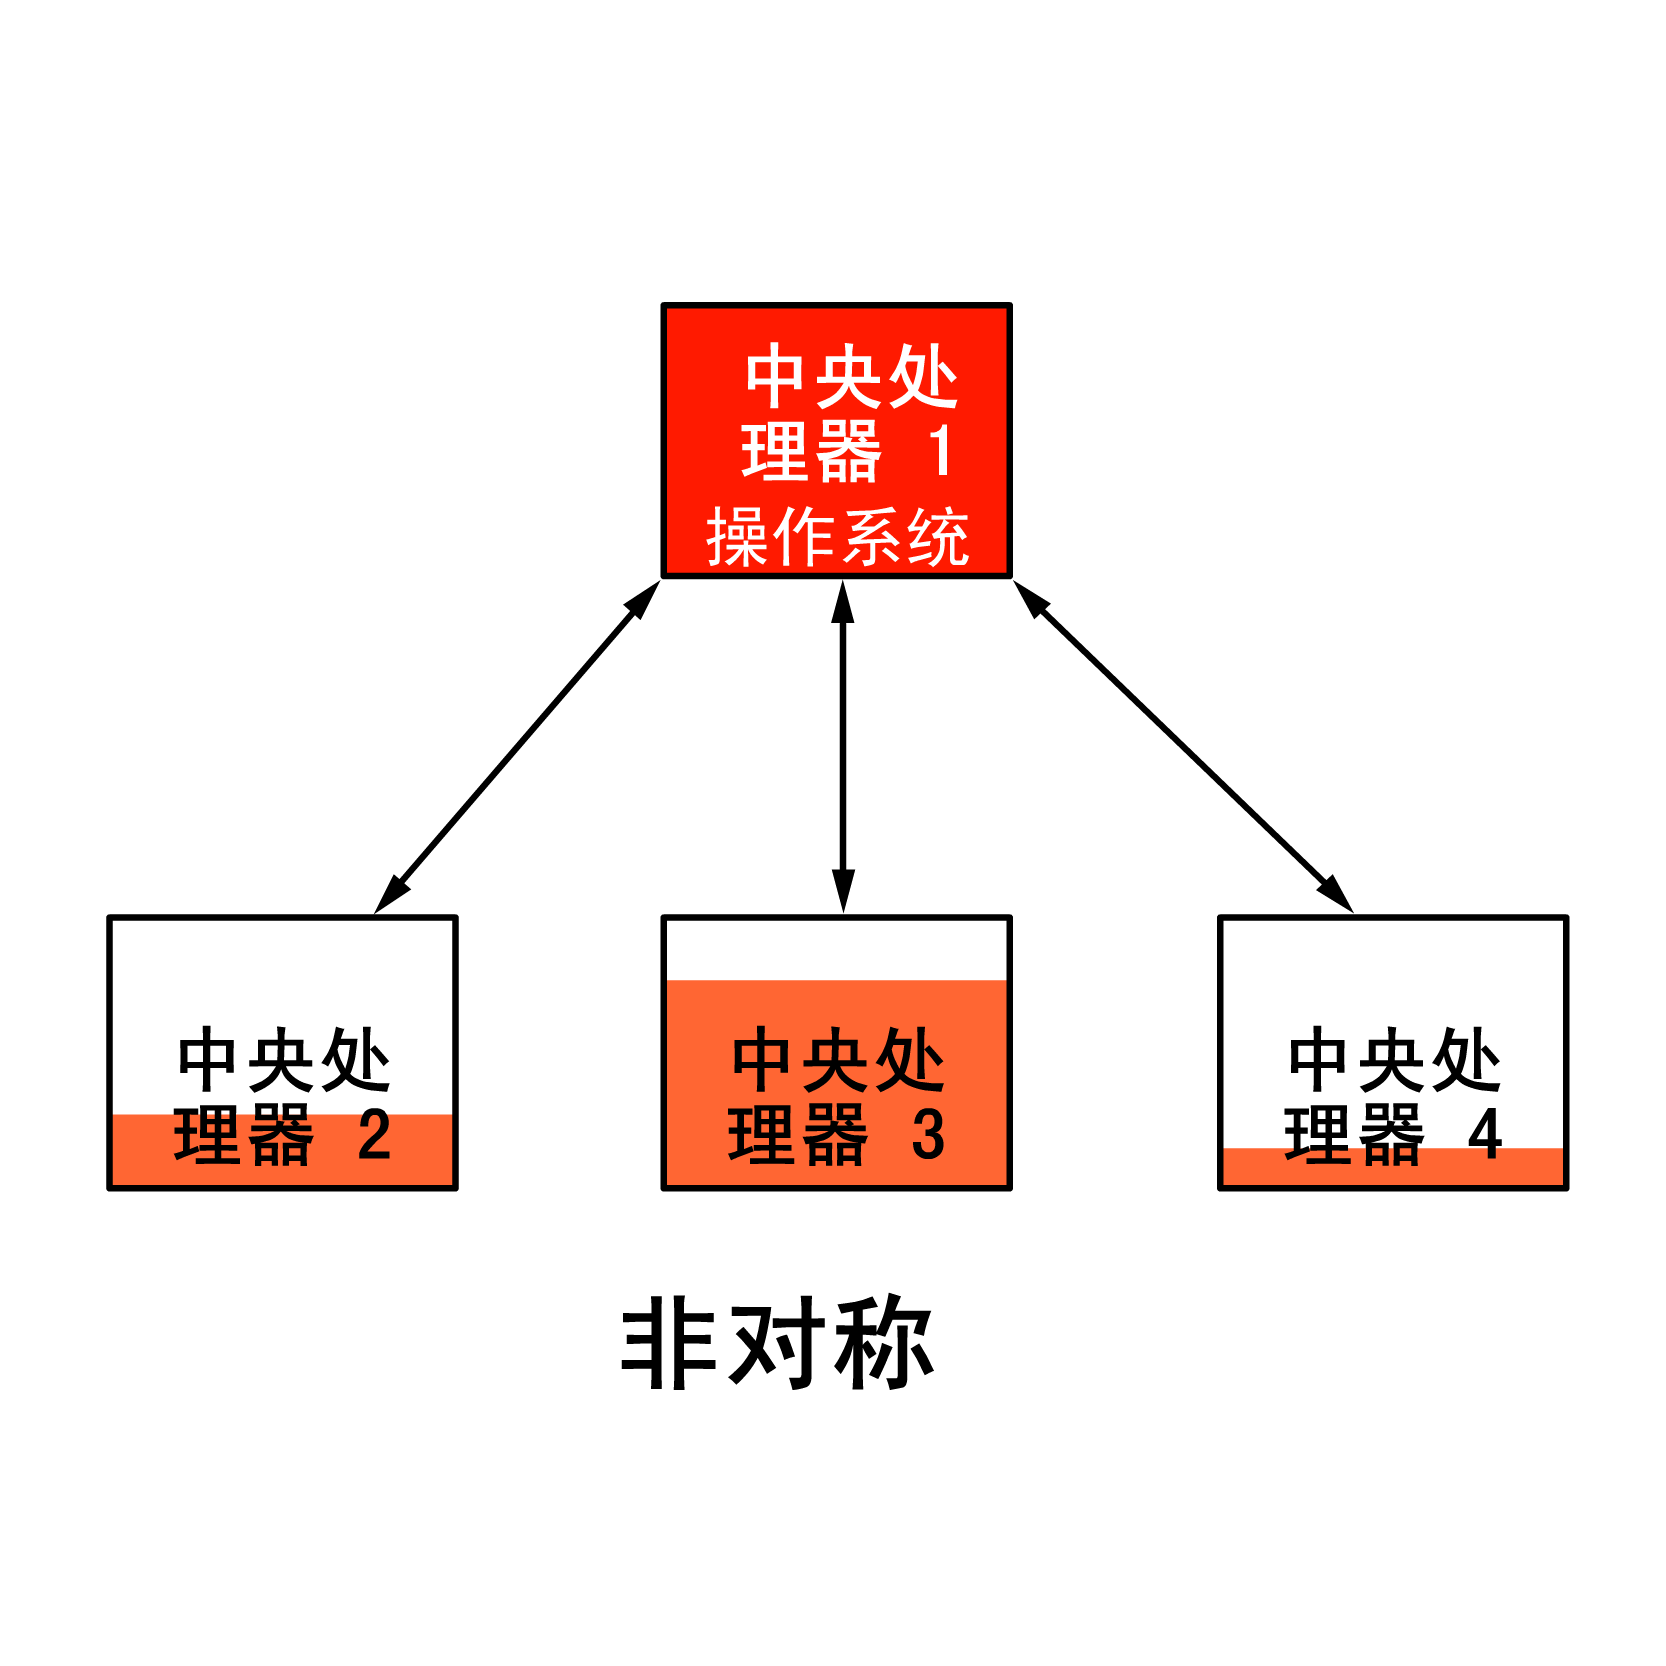 中央处
理器 1
操作系统
中央处
理器 2
中央处
理器 3
中央处
理器 4
非对称